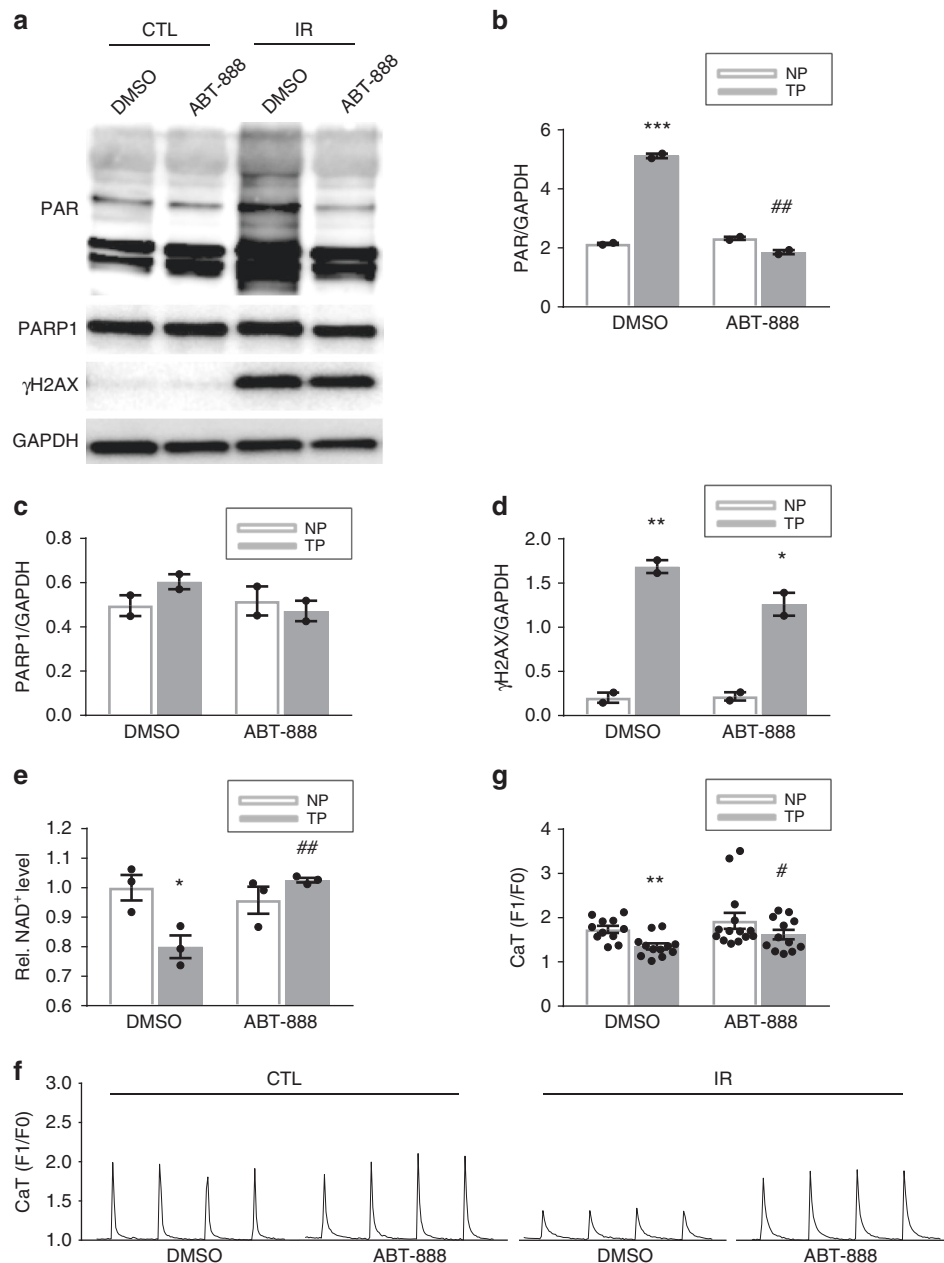 a
CTL IR
DMSO ABT-888 DMSO ABT-888
PAR
PARP1
γH2AX
GAPDH
b
NP
TP
PAR/GAPDH
6
4
2
0
***
##
DMSO ABT-888
c
NP
TP
PARP1/GAPDH
0.8
0.6
0.4
0.2
0.0
DMSO ABT-888
d
NP
TP
γH2AX/GAPDH
2.0
1.5
1.0
0.5
0.0
**
*
DMSO ABT-888
e
NP
TP
Rel. NAD+ level
1.2
1.1
1.0
0.9
0.8
0.7
0.6
*
##
DMSO ABT-888
g
NP
TP
CaT (F1/F0)
4
3
2
1
0
**
#
DMSO ABT-888
f
CTL IR
CaT (F1/F0)
3.0
2.5
2.0
1.5
1.0
DMSO ABT-888 DMSO ABT-888